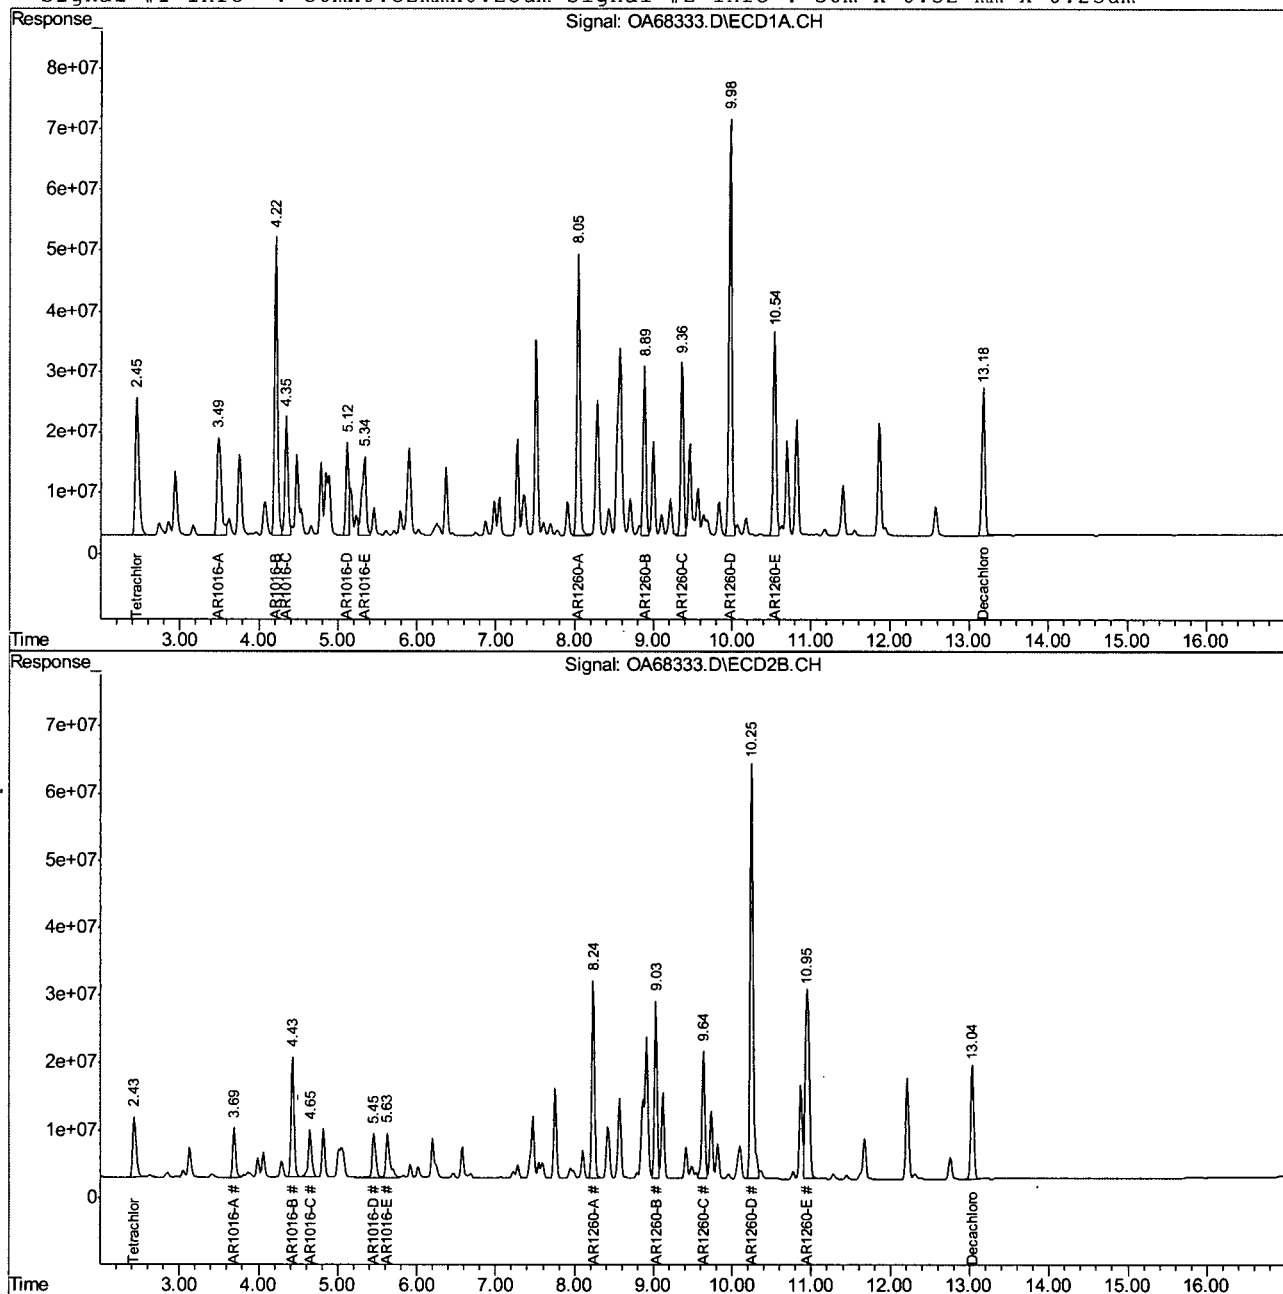 Signal: OA68333.D\ECD1A.CH
Response_
8e+07
7e+07
6e+07
5e+07
4e+07
3e+07
2e+07
1e+07
0
2.45
3.49
4.22
4.35
5.12
5.34
8.05
8.89
9.36
9.98
10.54
13.18
Tetrachlor
AR1016-A
AR1016-B
AR1016-C
AR1016-D
AR1016-E
AR1260-A
AR1260-B
AR1260-C
AR1260-D
AR1260-E
Decachloro
Time
3.00 4.00 5.00 6.00 7.00 8.00 9.00 10.00 11.00 12.00 13.00 14.00 15.00 16.00
Signal: OA68333.D\ECD2B.CH
Response_
7e+07
6e+07
5e+07
4e+07
3e+07
2e+07
1e+07
0
2.43
3.69
4.43
4.65
5.45
5.63
8.24
9.03
9.64
10.25
10.95
13.04
Tetrachlor
AR1016-A #
AR1016-B #
AR1016-C #
AR1016-D #
AR1016-E #
AR1260-A #
AR1260-B #
AR1260-C #
AR1260-D #
AR1260-E #
Decachloro
Time
3.00 4.00 5.00 6.00 7.00 8.00 9.00 10.00 11.00 12.00 13.00 14.00 15.00 16.00